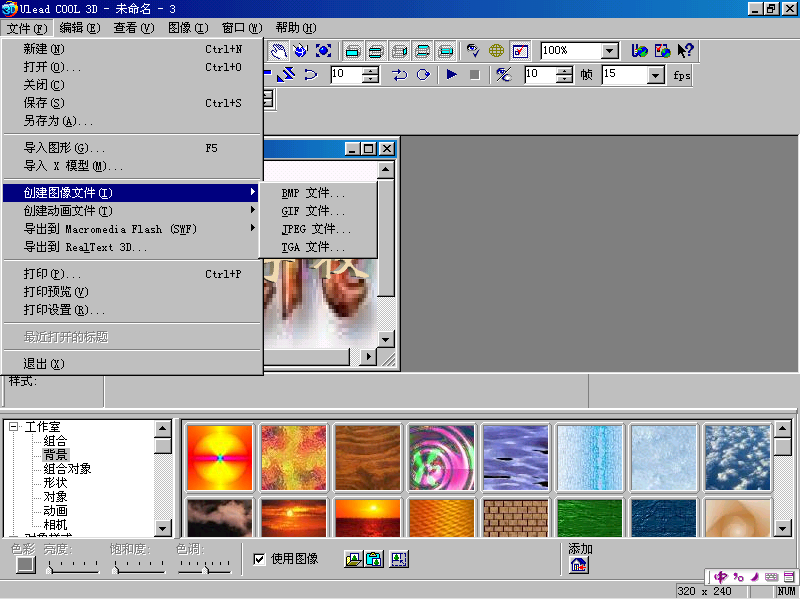 Ulead COOL 3D - 未命名 - 3
文件(F) 编辑(E) 查看(V) 图像(I) 窗口(W) 帮助(H)
新建(N) Ctrl+N
打开(O)... Ctrl+O
关闭(C)
保存(S) Ctrl+S
另存为(A)...
导入图形(G)... F5
导入 X 模型(M)...
创建图像文件(I)
创建动画文件(T)
导出到 Macromedia Flash (SWF)
导出到 RealText 3D...
打印(P)... Ctrl+P
打印预览(V)
打印设置(R)...
最近打开的标题
退出(X)
BMP 文件...
GIF 文件...
JPEG 文件...
TGA 文件...
100%
10 10 帧 15 fps
样式:
工作室
组合
背景
组合对象
形状
对象
动画
相机
对象样式
色彩 亮度: 饱和度: 色调: 使用图像 添加
中
320 x 240 NUM